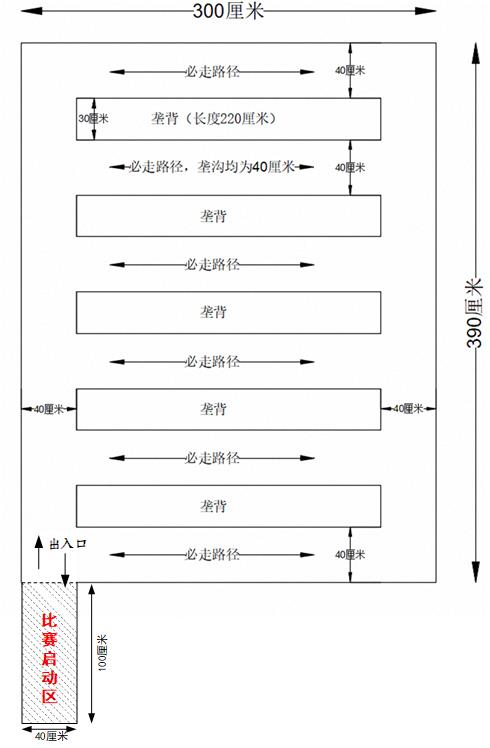 300厘米
必走路径
40厘米
30厘米
垄背（长度220厘米）
必走路径，垄沟均为40厘米
40厘米
垄背
必走路径
垄背
390厘米
必走路径
40厘米
垄背
40厘米
必走路径
垄背
出入口
必走路径
40厘米
比赛启动区
100厘米
40厘米